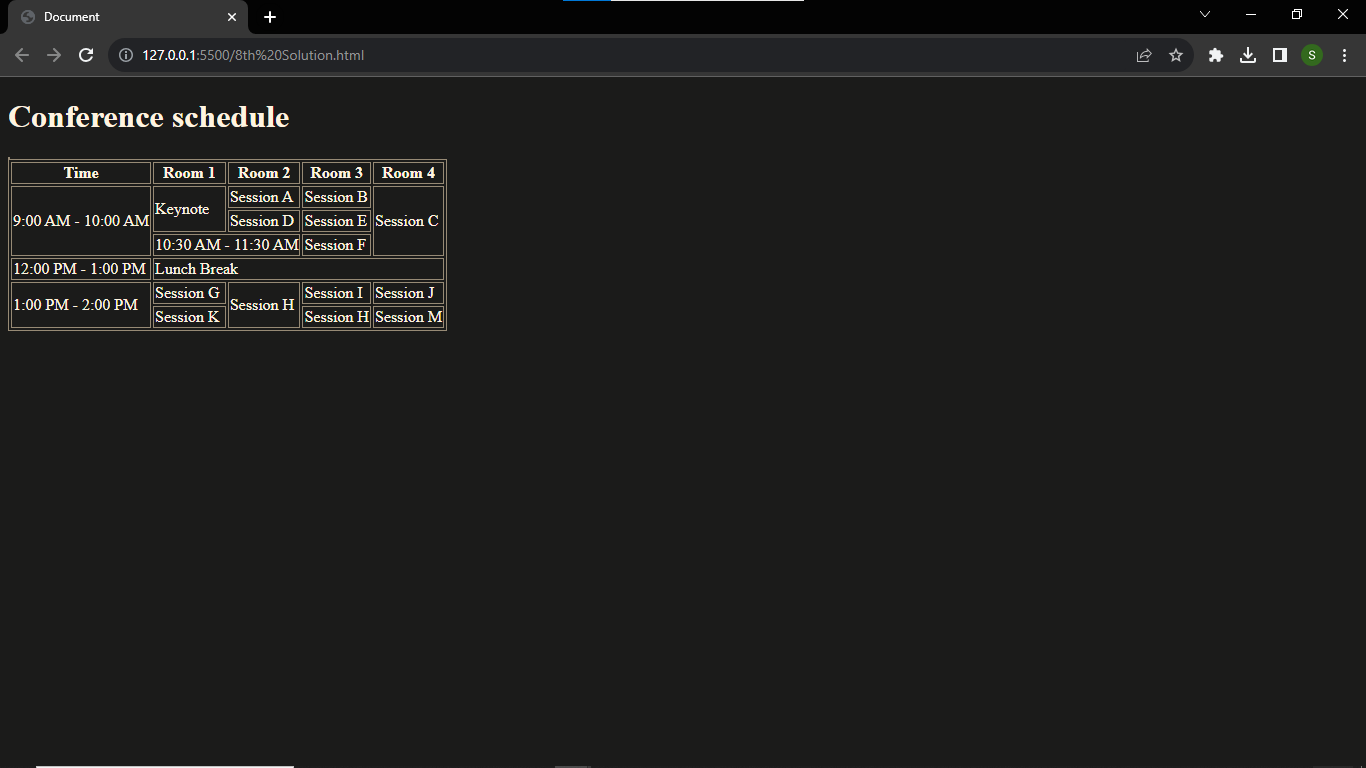 Document
127.0.0.1:5500/8th%20Solution.html
S
Conference schedule
Time Room 1 Room 2 Room 3 Room 4
9:00 AM - 10:00 AM Keynote Session A Session B Session C
Session D Session E
10:30 AM - 11:30 AM Session F
12:00 PM - 1:00 PM Lunch Break
1:00 PM - 2:00 PM Session G Session H Session I Session J
Session K Session H Session M